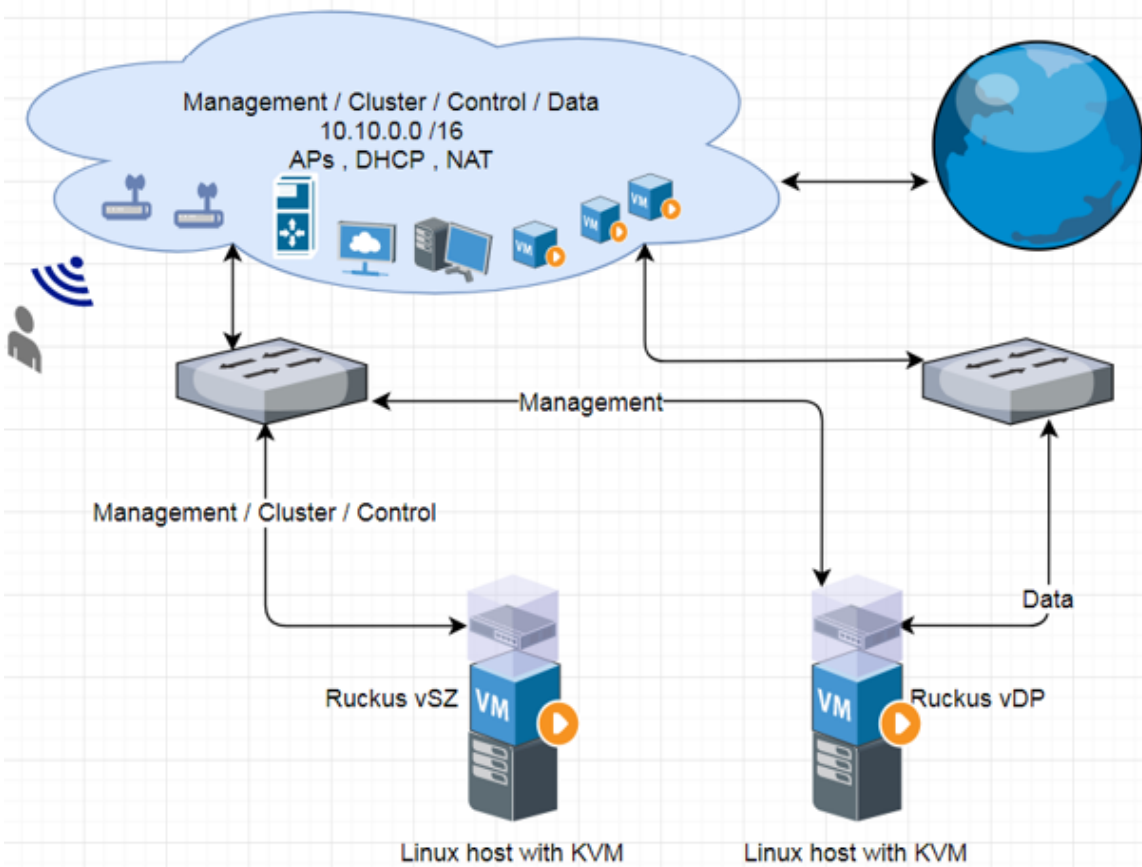 Management / Cluster / Control / Data
10.10.0.0 /16
APs , DHCP , NAT
VM
VM
VM
Management
Management / Cluster / Control
Data
Ruckus vSZ
VM
VM
Ruckus vDP
Linux host with KVM
Linux host with KVM